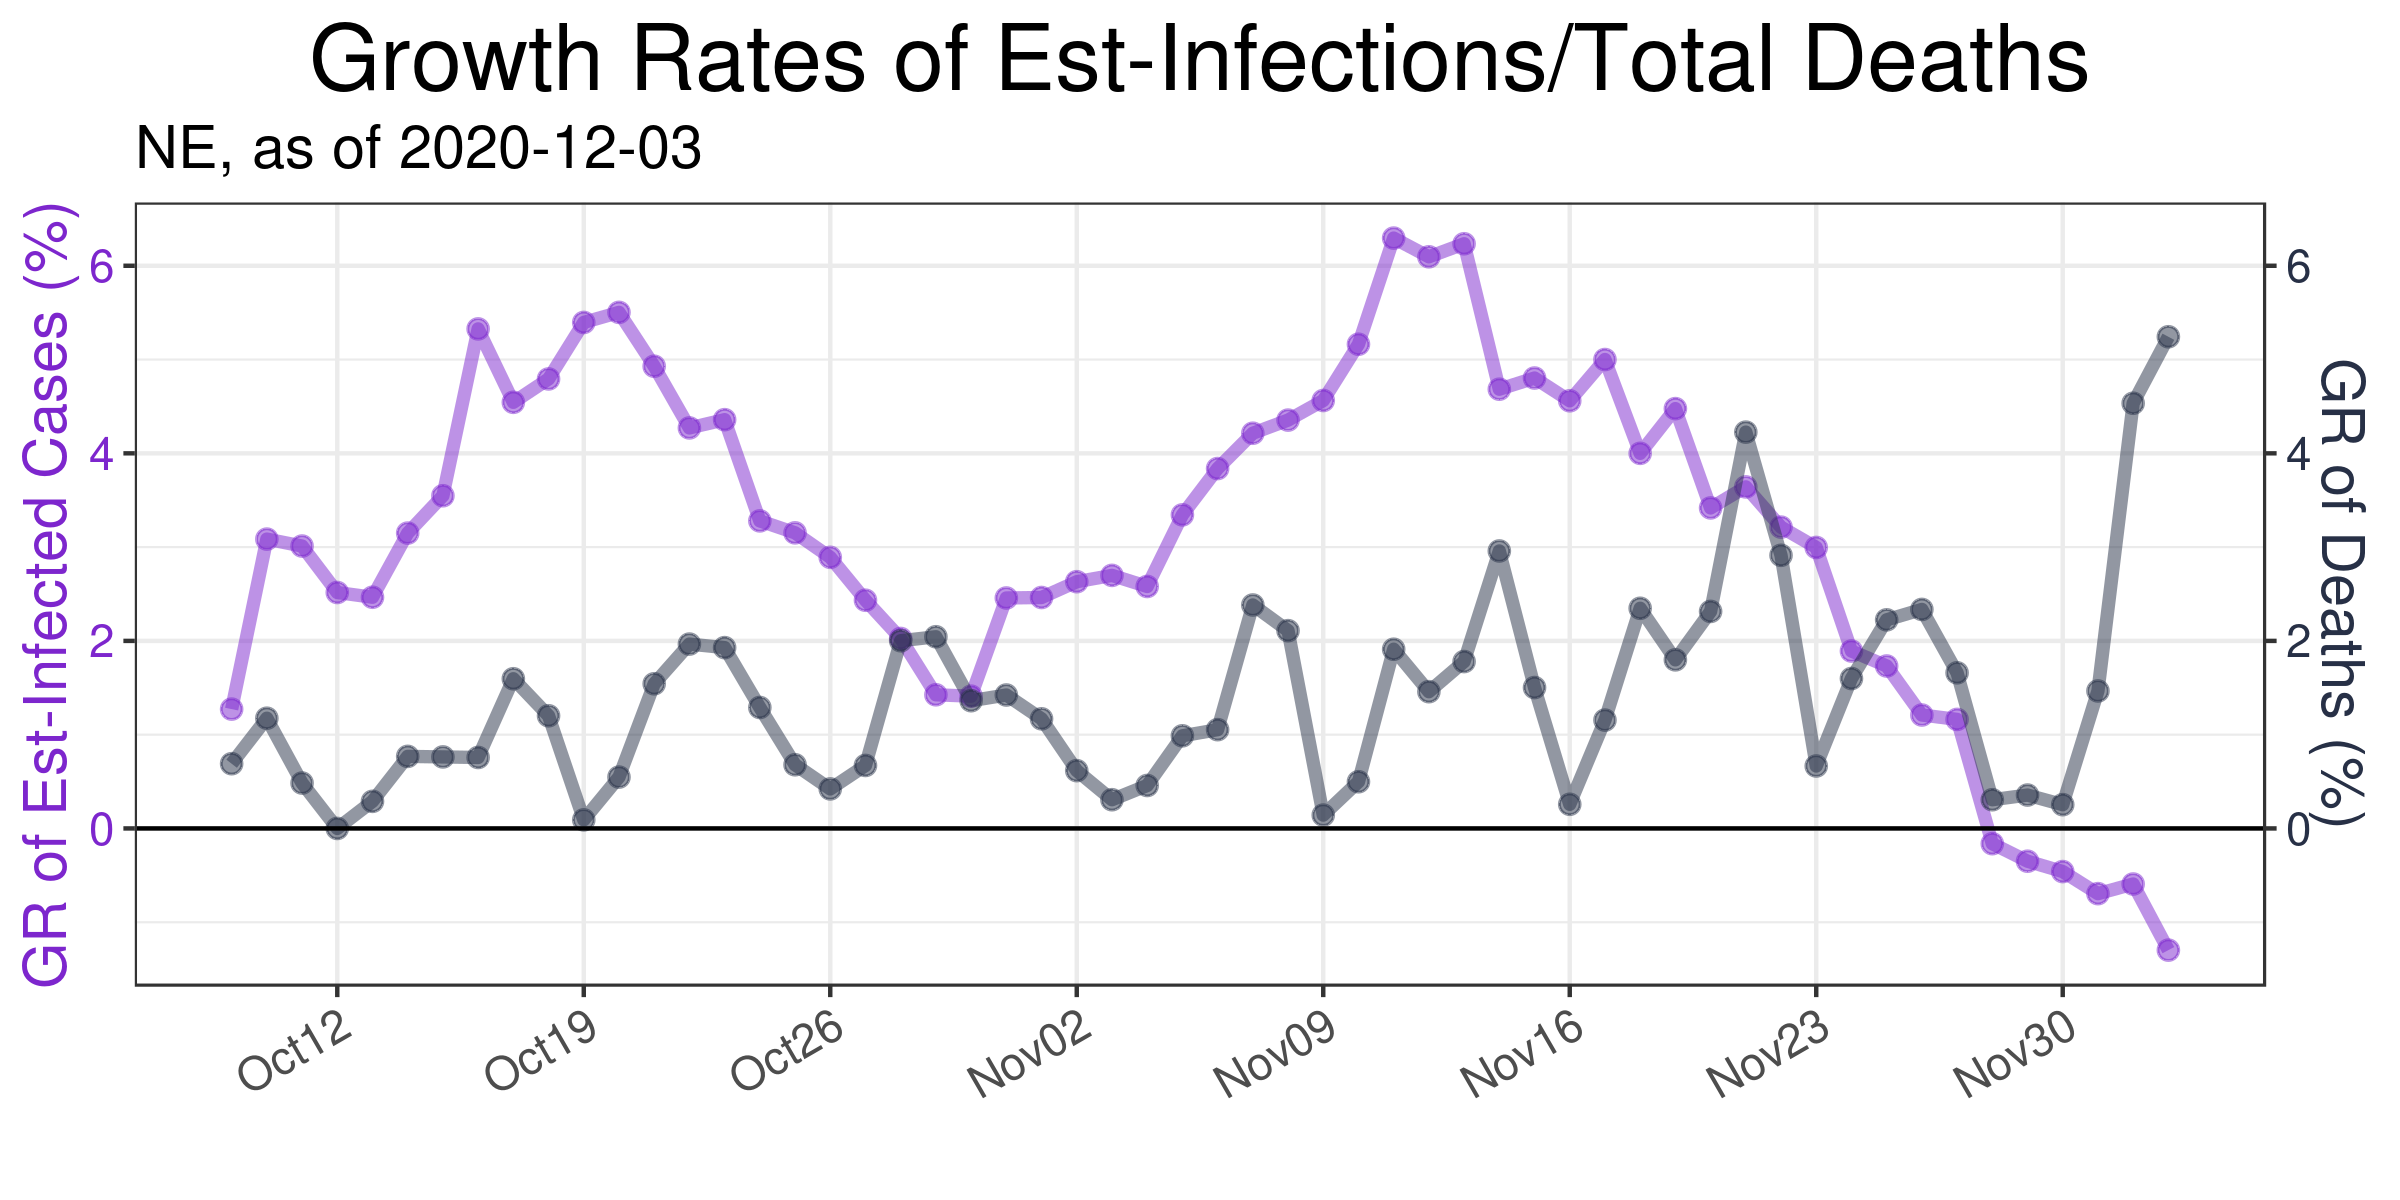 Growth Rates of Est-Infections/Total Deaths
NE, as of 2020-12-03
GR of Est-Infected Cases (%)
6
4
2
0
6
4
2
0
GR of Deaths (%)
Oct12
Oct19
Oct26
Nov02
Nov09
Nov16
Nov23
Nov30